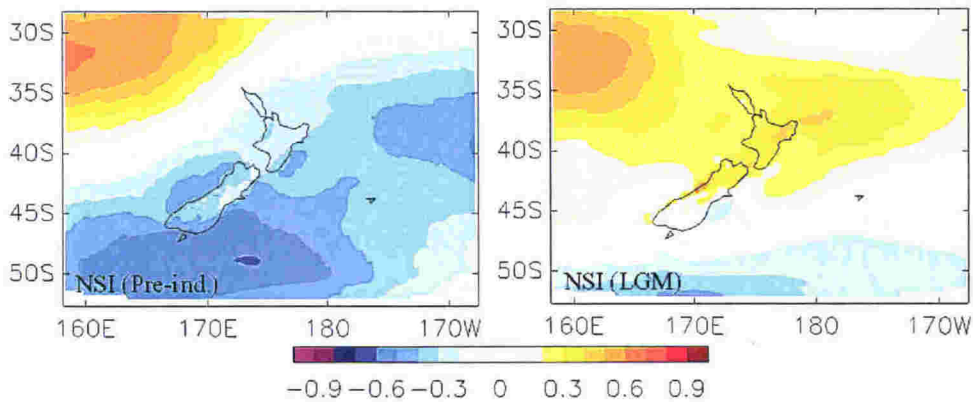 30S
35S
40S
45S
50S
NSI (Pre-ind.)
160E 170E 180 170W
30S
35S
40S
45S
50S
NSI (LGM)
160E 170E 180 170W
−0.9 −0.6 −0.3 0 0.3 0.6 0.9